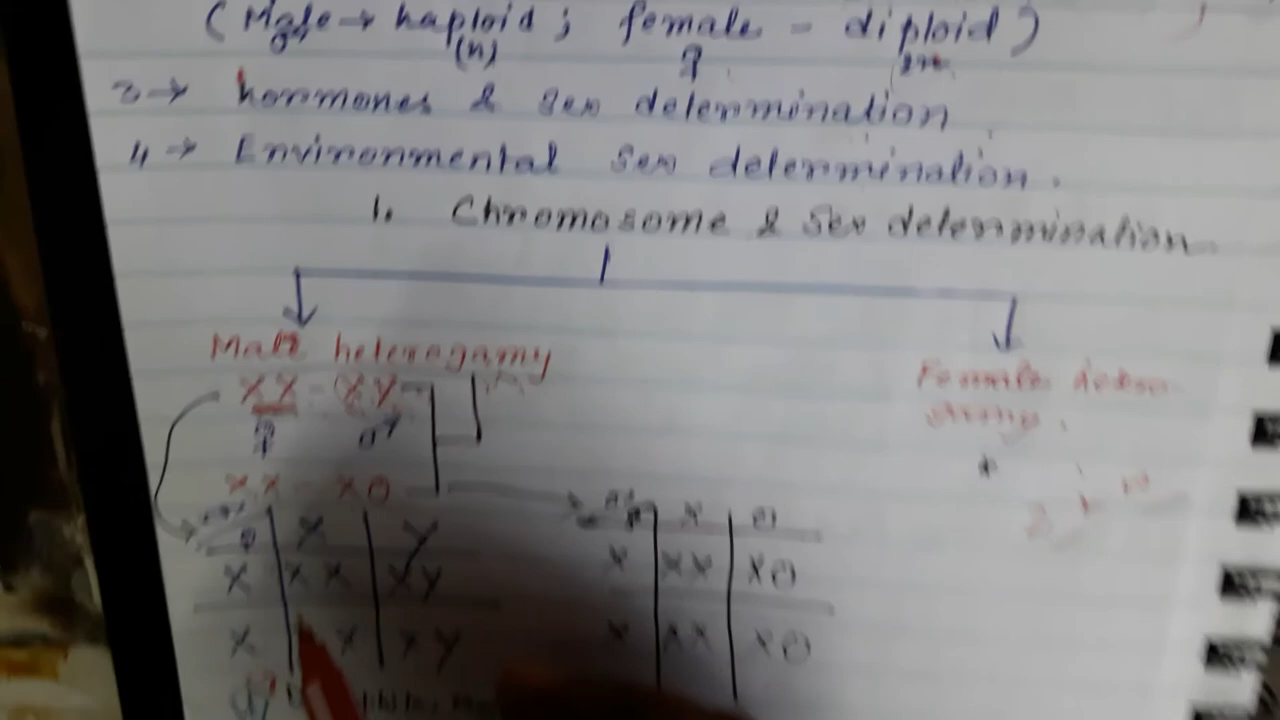 (Male → haploid ; female - diploid)
♂ (n) ♀ 2n
3 → hormones & sex determination
4 → Environmental sex determination.
1. Chromosome & sex determination
Male heterogamy
Female
XX - XY
♀ ♂
XX - XO
♀ X Y
X O
X XX XY
X XX XO
X X XY
X XX XO